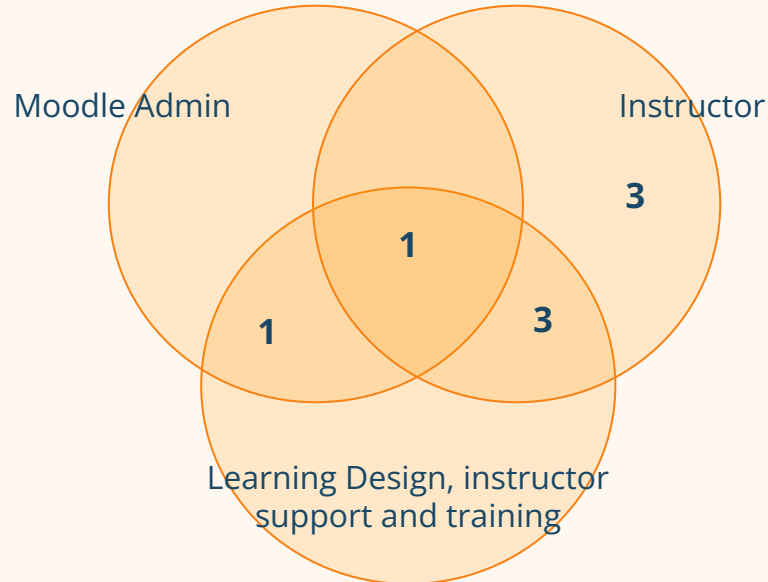 Moodle Admin
Instructor
3
1
1
3
Learning Design, instructor
support and training